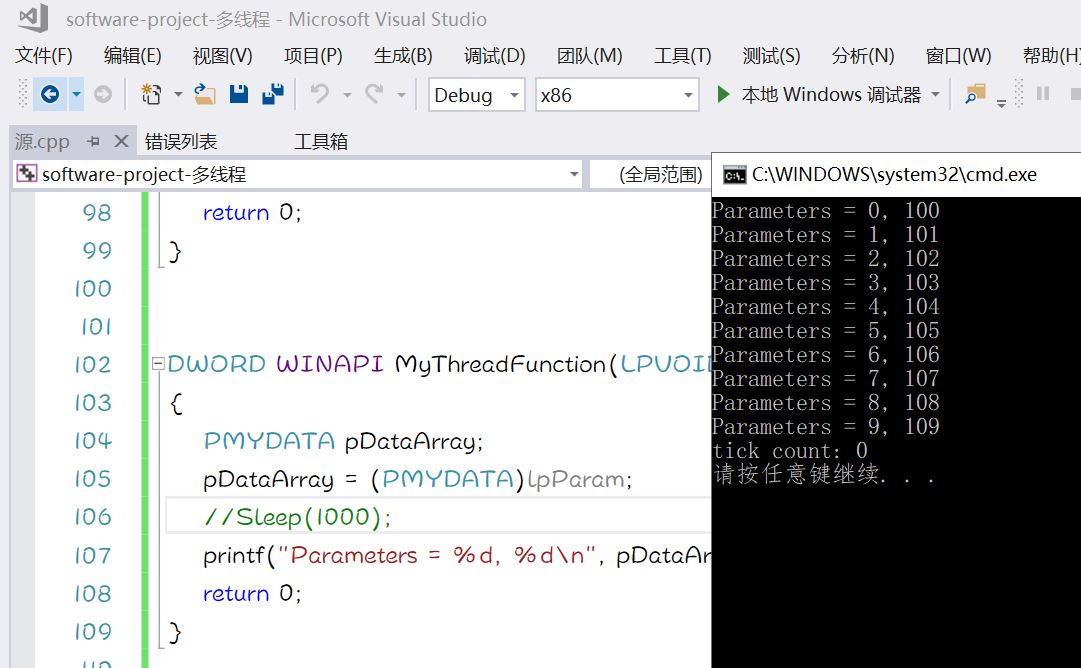 software-project-多线程 - Microsoft Visual Studio
文件(F) 编辑(E) 视图(V) 项目(P) 生成(B) 调试(D) 团队(M) 工具(T) 测试(S) 分析(N) 窗口(W) 帮助(H)
Debug x86 本地 Windows 调试器
源.cpp 错误列表 工具箱
software-project-多线程 (全局范围)
98 return 0;
99 }
100
101
102 DWORD WINAPI MyThreadFunction(LPVOID
103 {
104 PMYDATA pDataArray;
105 pDataArray = (PMYDATA)lpParam;
106 //Sleep(1000);
107 printf("Parameters = %d, %d\n", pDataAr
108 return 0;
109 }
110
C:\WINDOWS\system32\cmd.exe
Parameters = 0, 100
Parameters = 1, 101
Parameters = 2, 102
Parameters = 3, 103
Parameters = 4, 104
Parameters = 5, 105
Parameters = 6, 106
Parameters = 7, 107
Parameters = 8, 108
Parameters = 9, 109
tick count: 0
请按任意键继续. . .